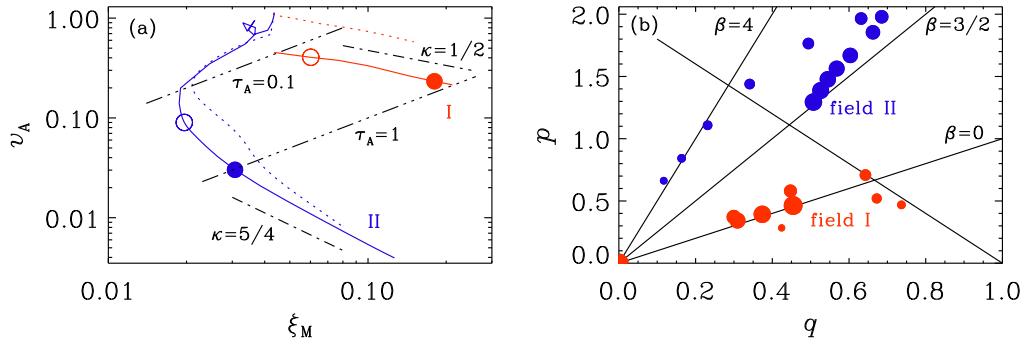 (a)
1.00
0.10
0.01
v_A
κ=1/2
τ_A=0.1
I
τ_A=1
II
κ=5/4
0.01
0.10
ξ_M
(b)
β=4
β=3/2
2.0
1.5
1.0
0.5
0.0
p
field II
β=0
field I
0.0
0.2
0.4
0.6
0.8
1.0
q